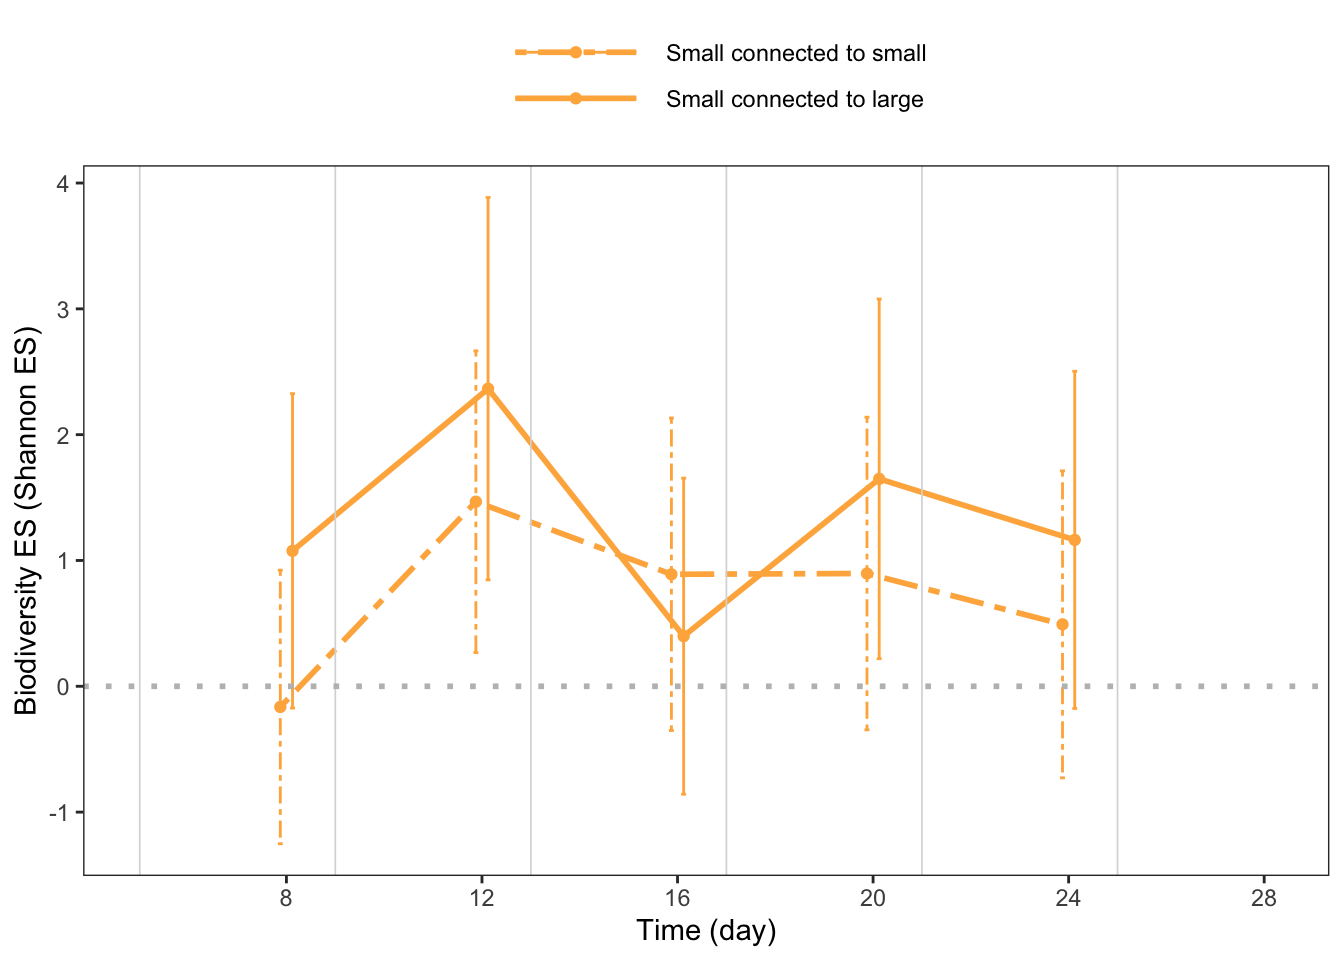 Small connected to small
Small connected to large
Biodiversity ES (Shannon ES)
4
3
2
1
0
-1
8 12 16 20 24 28
Time (day)